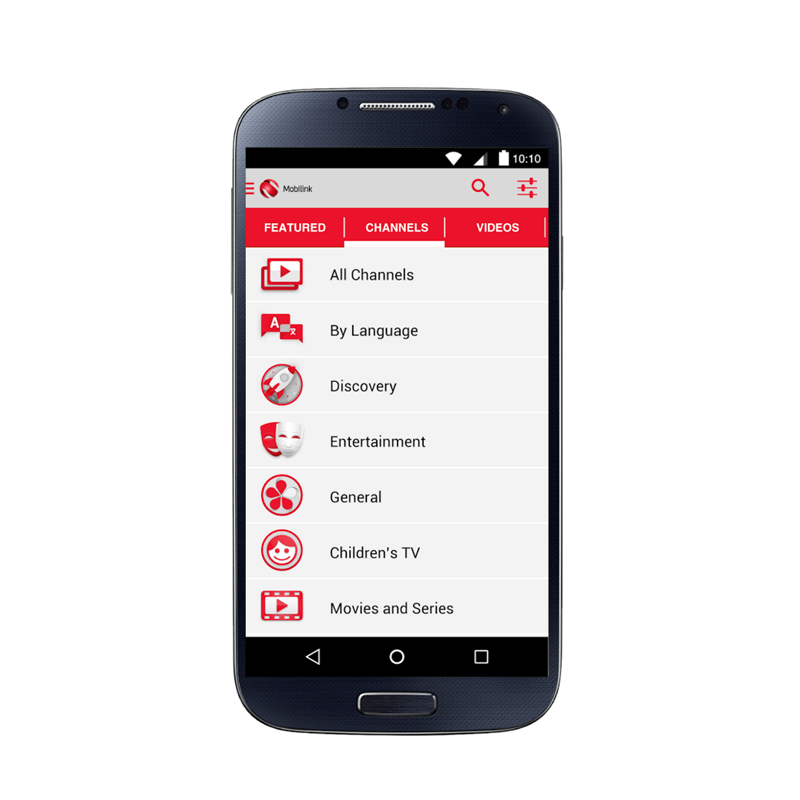 10:10
Mobilink
FEATURED
CHANNELS
VIDEOS
All Channels
A
By Language
Discovery
Entertainment
General
Children's TV
Movies and Series